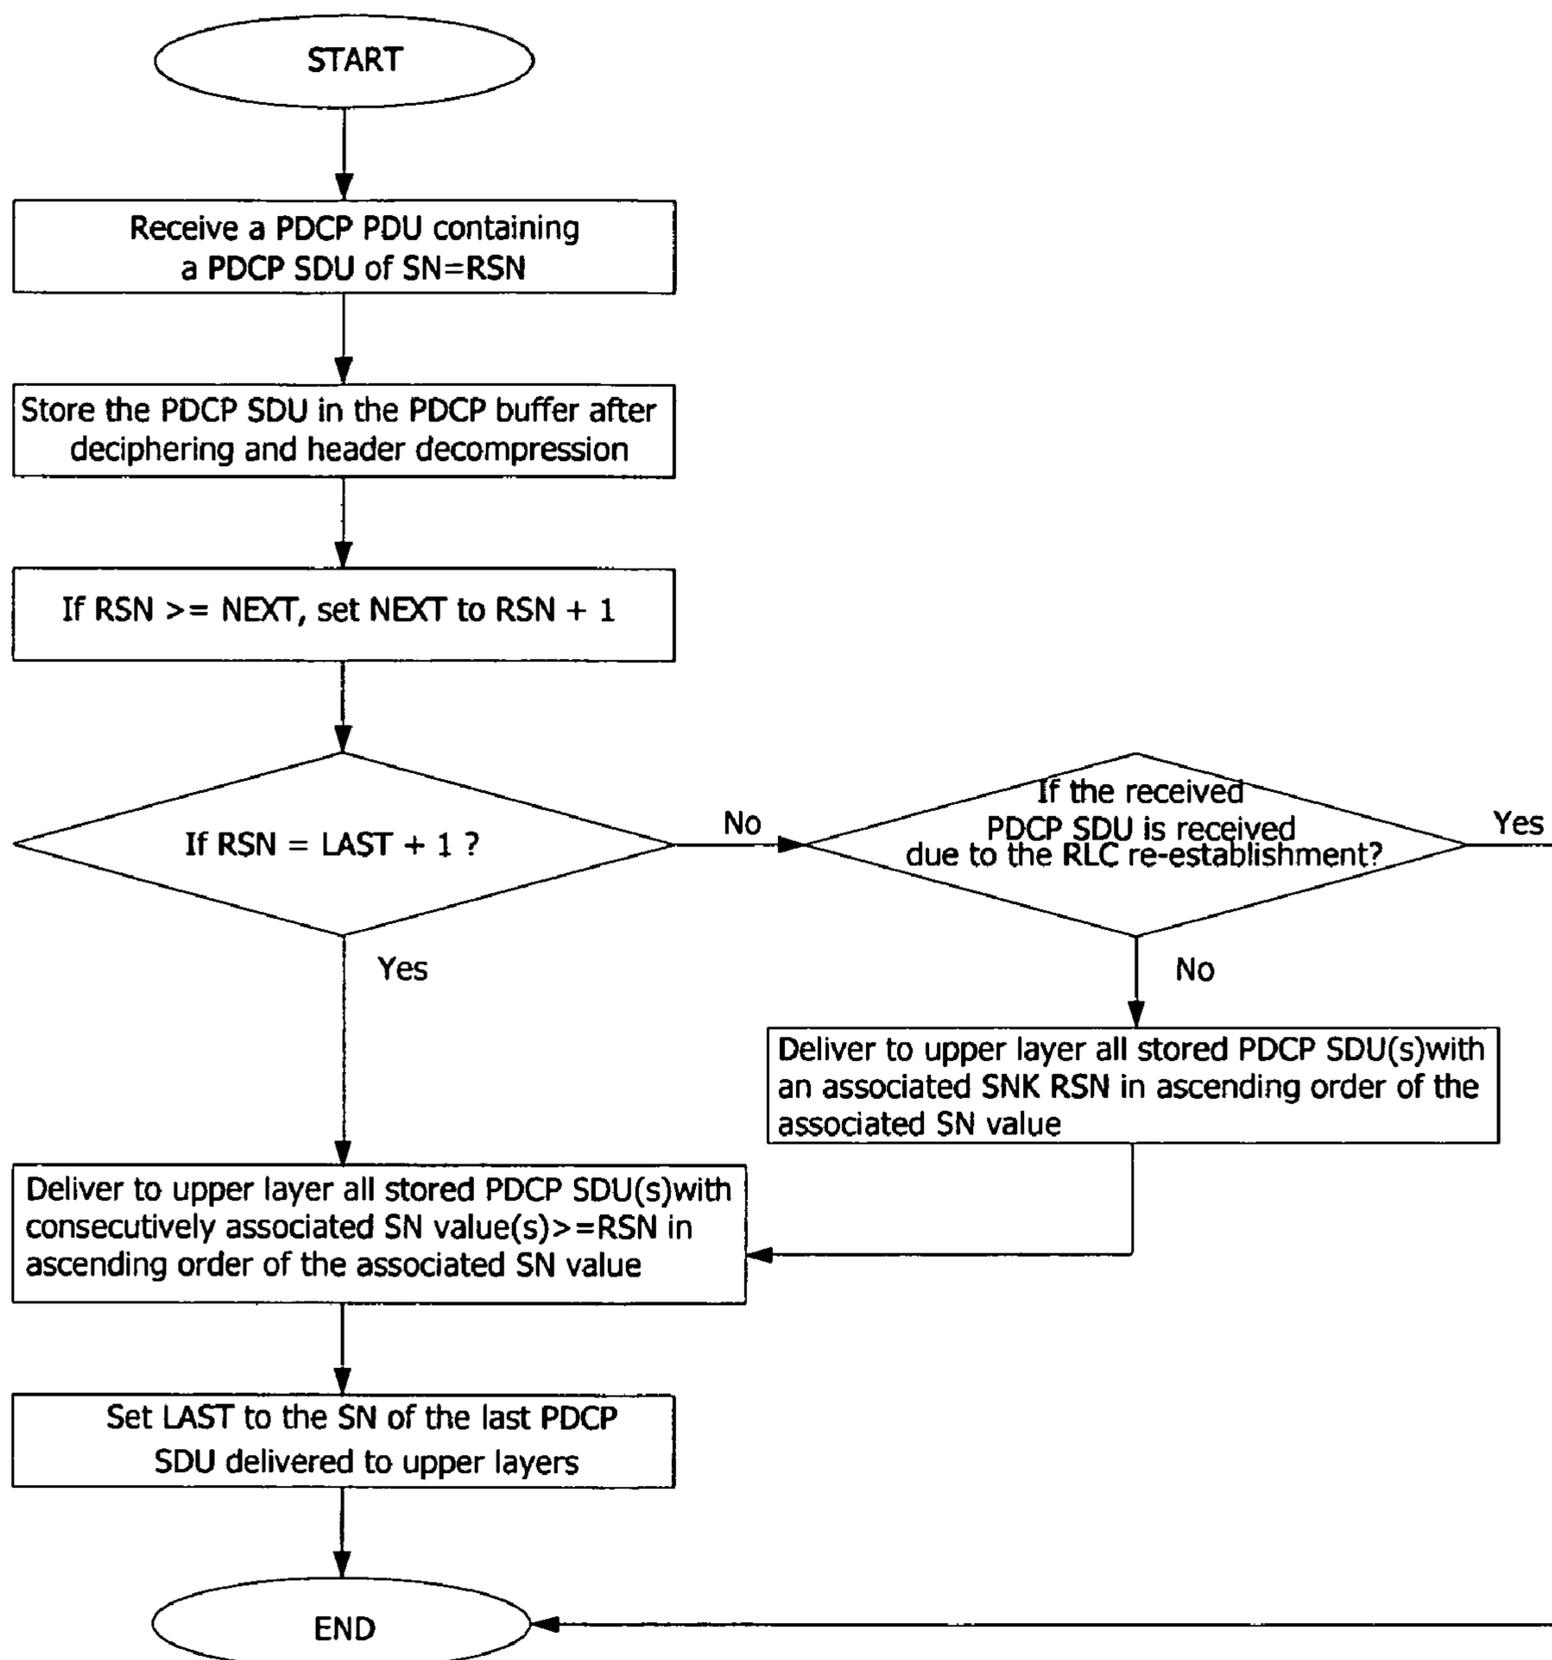 START
Receive a PDCP PDU containing
a PDCP SDU of SN=RSN
Store the PDCP SDU in the PDCP buffer after
deciphering and header decompression
If RSN >= NEXT, set NEXT to RSN + 1
If RSN = LAST + 1 ?
No
If the received
PDCP SDU is received
due to the RLC re-establishment?
Yes
Yes
No
Deliver to upper layer all stored PDCP SDU(s)with
an associated SNK RSN in ascending order of the
associated SN value
Deliver to upper layer all stored PDCP SDU(s)with
consecutively associated SN value(s)>=RSN in
ascending order of the associated SN value
Set LAST to the SN of the last PDCP
SDU delivered to upper layers
END